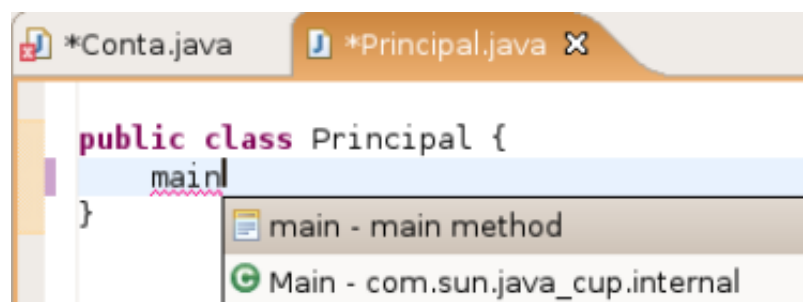 *Conta.java
*Principal.java
public class Principal {
main
}
main - main method
Main - com.sun.java_cup.internal